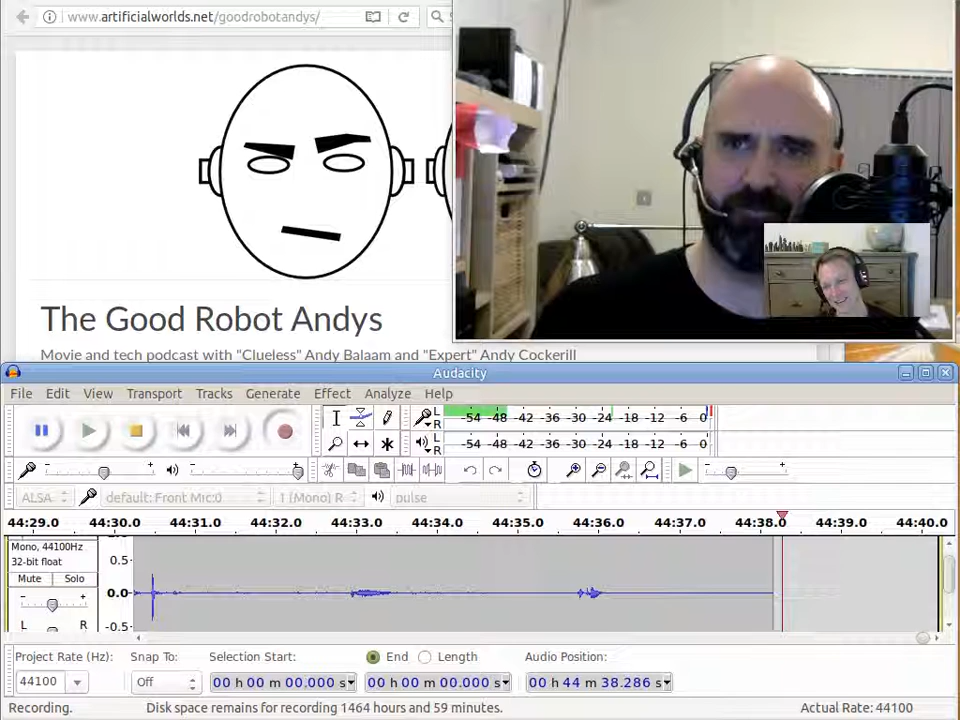 www.artificialworlds.net/goodrobotandys/
The Good Robot Andys
Movie and tech podcast with "Clueless" Andy Balaam and "Expert" Andy Cockerill
Audacity
File Edit View Transport Tracks Generate Effect Analyze Help
L -54 -48 -42 -36 -30 -24 -18 -12 -6 0
R
L -54 -48 -42 -36 -30 -24 -18 -12 -6 0
R
- + - + - +
ALSA default: Front Mic:0 1 (Mono) R pulse
44:29.0 44:30.0 44:31.0 44:32.0 44:33.0 44:34.0 44:35.0 44:36.0 44:37.0 44:38.0 44:39.0 44:40.0
Mono, 44100Hz
32-bit float
Mute Solo
- +
L R
0.5
0.0
-0.5
Project Rate (Hz): Snap To: Selection Start: End Length Audio Position:
44100 Off 00 h 00 m 00.000 s 00 h 00 m 00.000 s 00 h 44 m 38.286 s
Recording. Disk space remains for recording 1464 hours and 59 minutes. Actual Rate: 44100